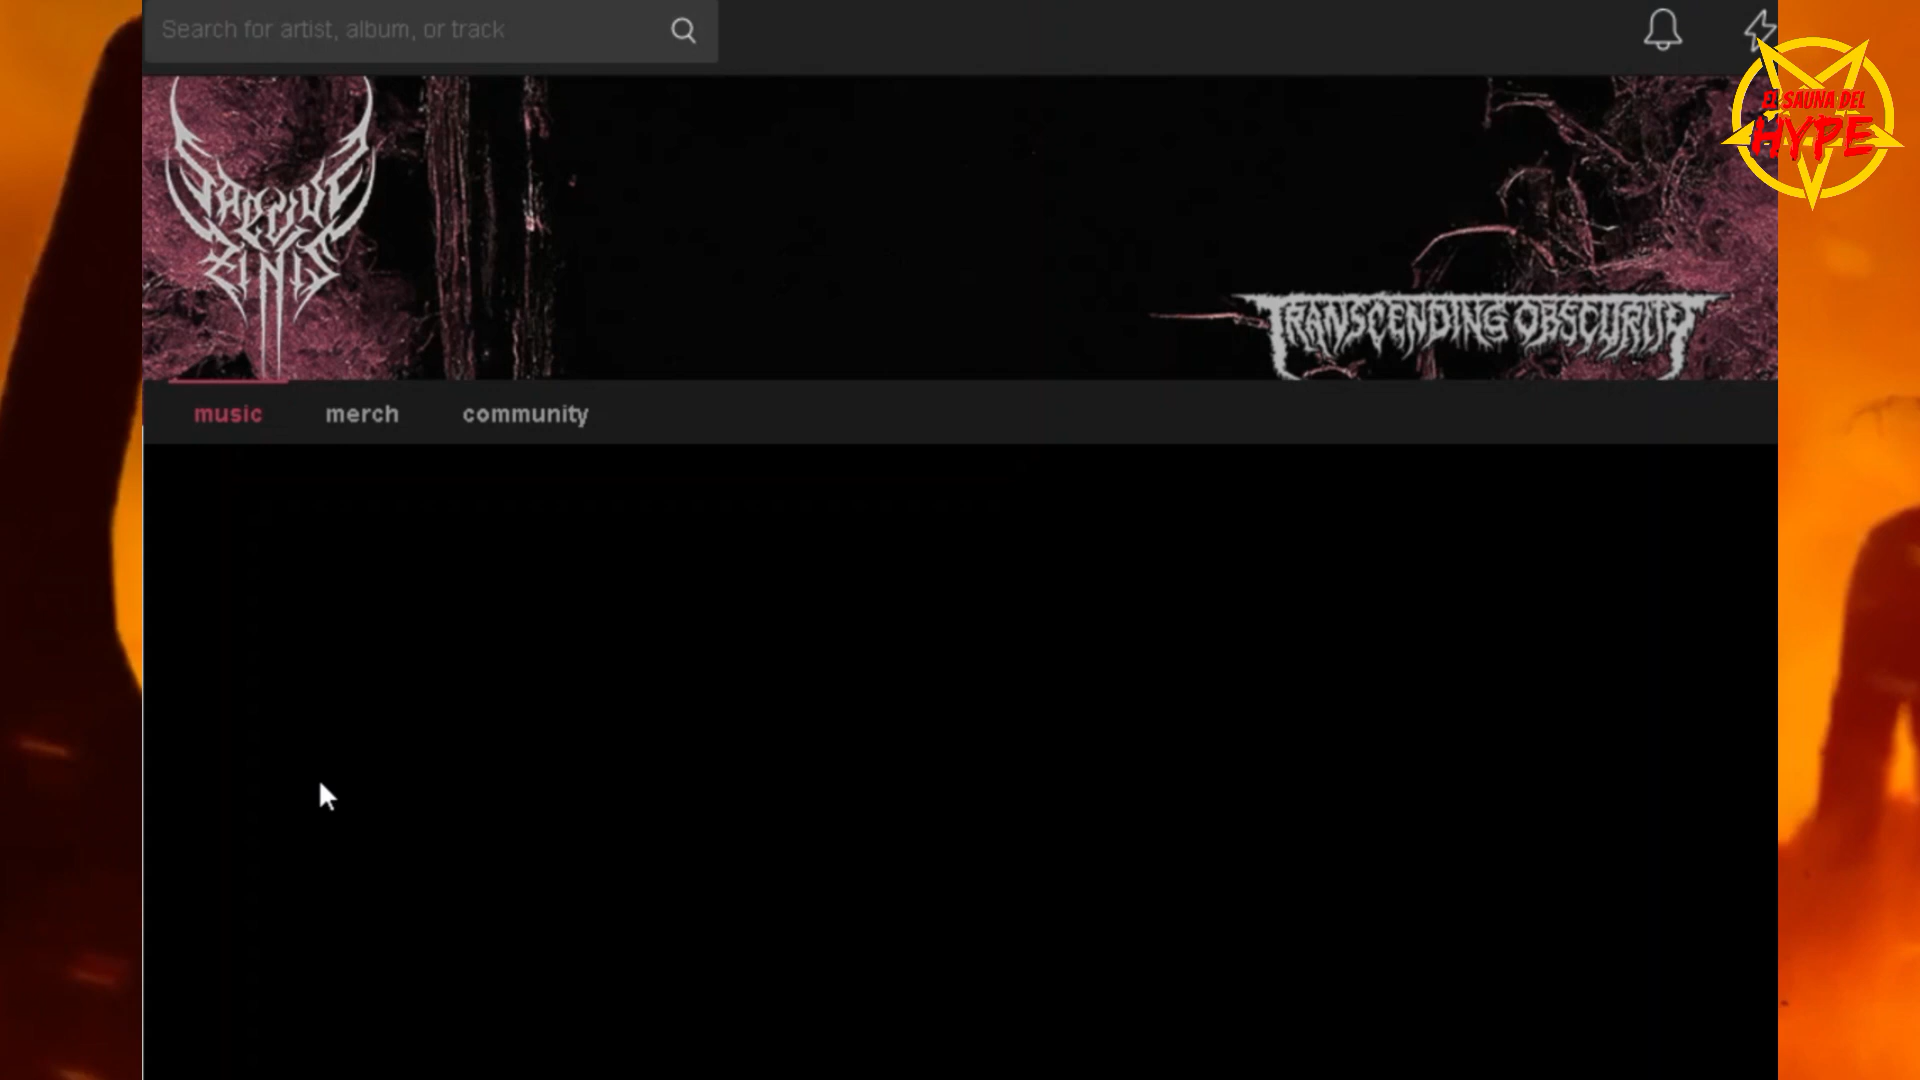 Search for artist, album, or track
EL SAUNA DEL
HYPE
TRANSCENDING OBSCURITY
music
merch
community